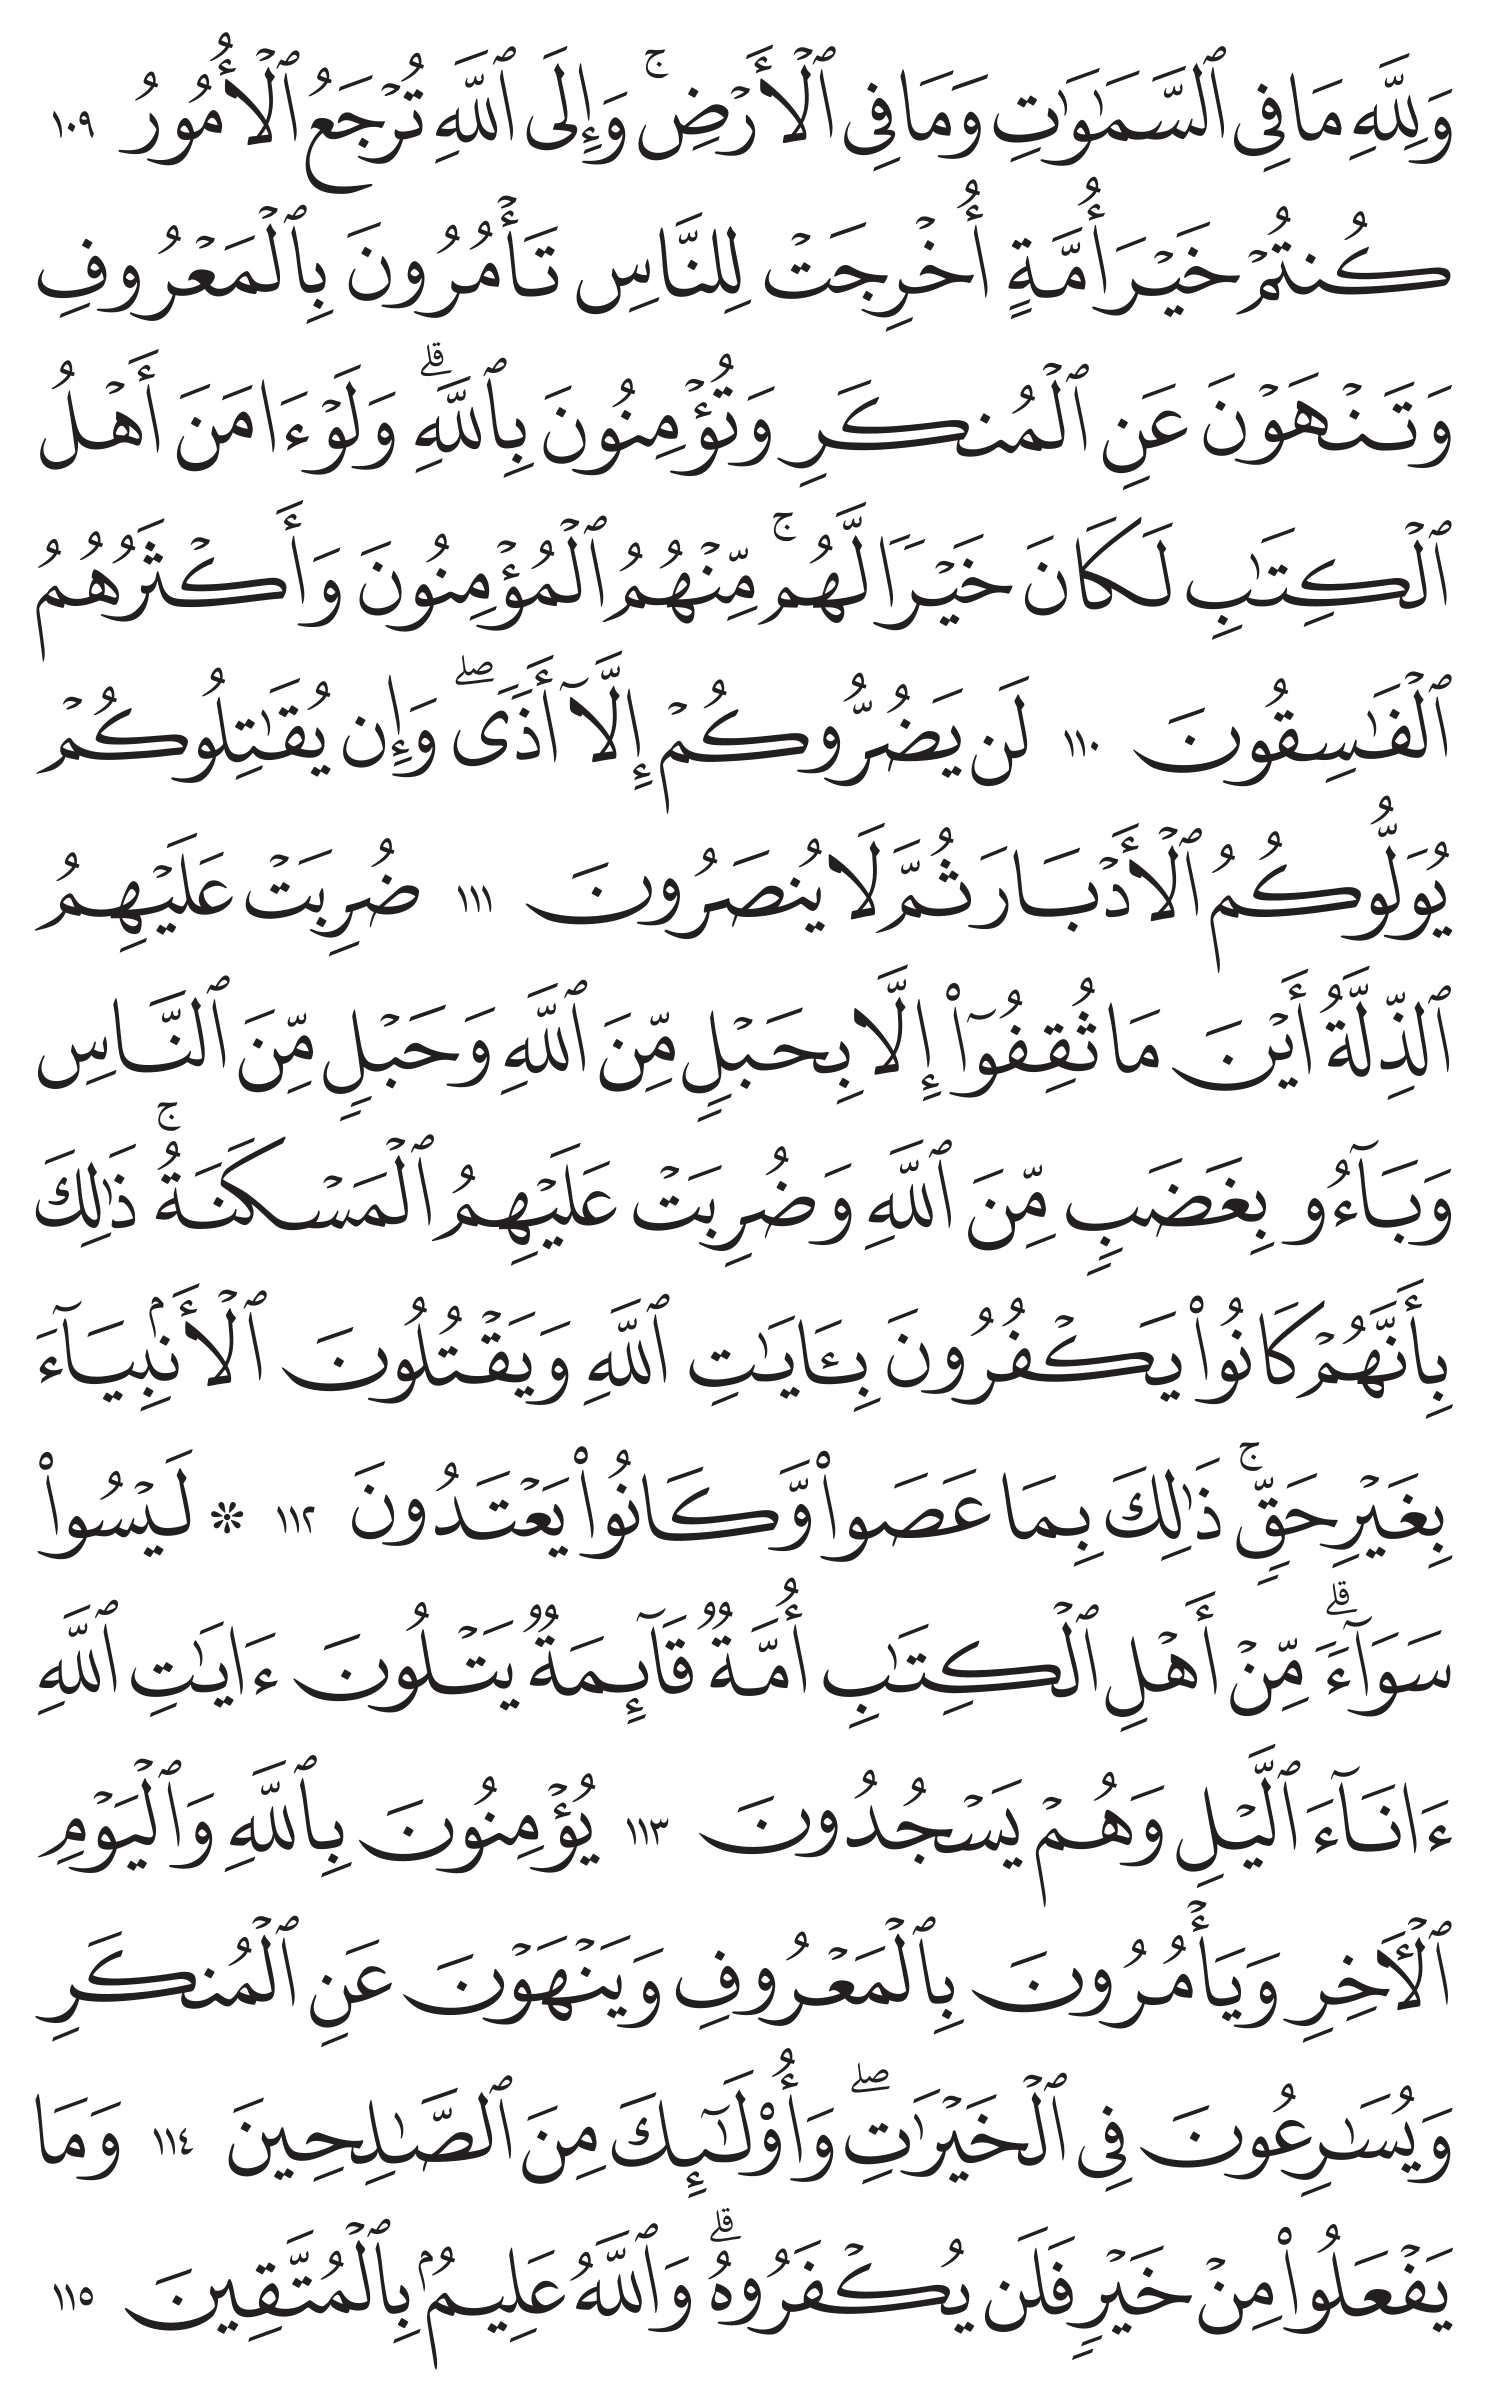 وَلِلَّهِ مَا فِى ٱلسَّمَٰوَٰتِ وَمَا فِى ٱلْأَرْضِ ۚ وَإِلَى ٱللَّهِ تُرْجَعُ ٱلْأُمُورُ ١٠٩
كُنتُمْ خَيْرَ أُمَّةٍ أُخْرِجَتْ لِلنَّاسِ تَأْمُرُونَ بِٱلْمَعْرُوفِ
وَتَنْهَوْنَ عَنِ ٱلْمُنكَرِ وَتُؤْمِنُونَ بِٱللَّهِ ۗ وَلَوْ ءَامَنَ أَهْلُ
ٱلْكِتَٰبِ لَكَانَ خَيْرًا لَّهُم ۚ مِّنْهُمُ ٱلْمُؤْمِنُونَ وَأَكْثَرُهُمُ
ٱلْفَٰسِقُونَ ١١٠ لَن يَضُرُّوكُمْ إِلَّآ أَذًى ۖ وَإِن يُقَٰتِلُوكُمْ
يُوَلُّوكُمُ ٱلْأَدْبَارَ ثُمَّ لَا يُنصَرُونَ ١١١ ضُرِبَتْ عَلَيْهِمُ
ٱلذِّلَّةُ أَيْنَ مَا ثُقِفُوٓا۟ إِلَّا بِحَبْلٍ مِّنَ ٱللَّهِ وَحَبْلٍ مِّنَ ٱلنَّاسِ
وَبَآءُو بِغَضَبٍ مِّنَ ٱللَّهِ وَضُرِبَتْ عَلَيْهِمُ ٱلْمَسْكَنَةُ ۚ ذَٰلِكَ
بِأَنَّهُمْ كَانُوا۟ يَكْفُرُونَ بِـَٔايَٰتِ ٱللَّهِ وَيَقْتُلُونَ ٱلْأَنۢبِيَآءَ
بِغَيْرِ حَقٍّ ۚ ذَٰلِكَ بِمَا عَصَوا۟ وَّكَانُوا۟ يَعْتَدُونَ ١١٢ ۞ لَيْسُوا۟
سَوَآءً ۗ مِّنْ أَهْلِ ٱلْكِتَٰبِ أُمَّةٌ قَآئِمَةٌ يَتْلُونَ ءَايَٰتِ ٱللَّهِ
ءَانَآءَ ٱلَّيْلِ وَهُمْ يَسْجُدُونَ ١١٣ يُؤْمِنُونَ بِٱللَّهِ وَٱلْيَوْمِ
ٱلْـَٔاخِرِ وَيَأْمُرُونَ بِٱلْمَعْرُوفِ وَيَنْهَوْنَ عَنِ ٱلْمُنكَرِ
وَيُسَٰرِعُونَ فِى ٱلْخَيْرَٰتِ ۖ وَأُو۟لَٰٓئِكَ مِنَ ٱلصَّٰلِحِينَ ١١٤ وَمَا
يَفْعَلُوا۟ مِنْ خَيْرٍ فَلَن يُكْفَرُوهُ ۗ وَٱللَّهُ عَلِيمٌۢ بِٱلْمُتَّقِينَ ١١٥